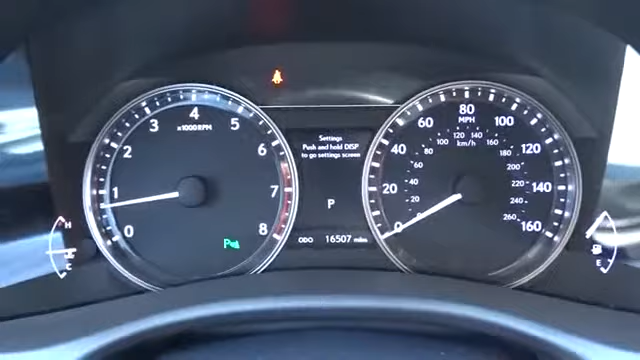 0
1
2
3
4
5
6
7
8
x1000RPM
Settings
Push and hold DISP
to go settings screen
P
ODO 16507 miles
0
20
40
60
80
100
120
140
160
MPH
km/h
20
40
60
80
100
120
140
160
180
200
220
240
260
H
C
E